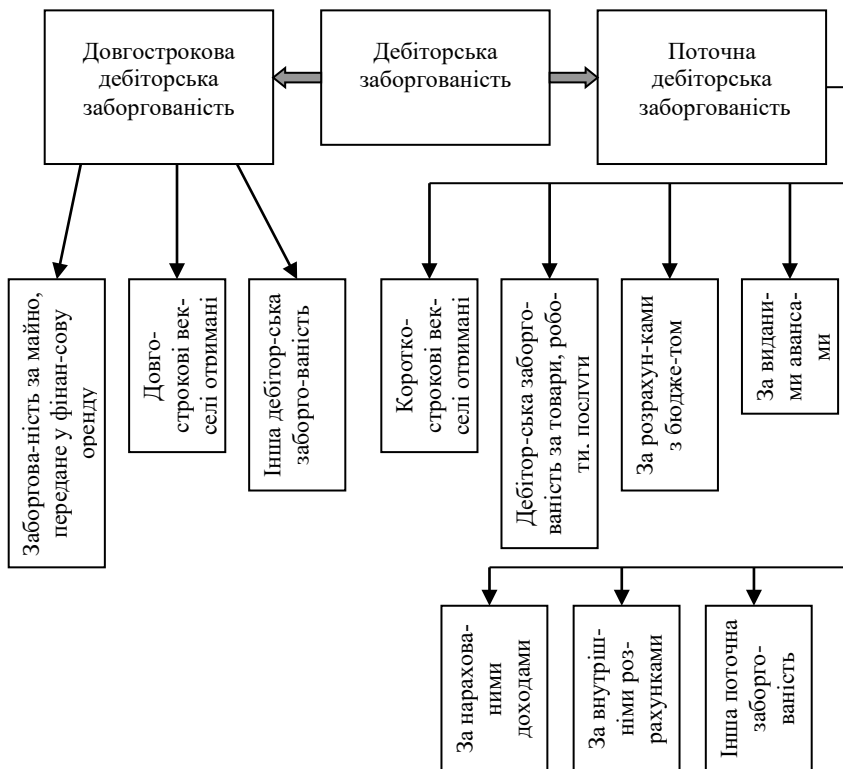 Довгострокова
дебіторська
заборгованість
Дебіторська
заборгованість
Поточна
дебіторська
заборгованість
Заборгова-ність за майно,
передане у фінан-сову
оренду
Довго-
строкові век-
селі отримані
Інша дебітор-ська
заборго-ваність
Коротко-
строкові век-
селі отримані
Дебітор-ська заборго-
ваність за товари, робо-
ти. послуги
За розрахун-ками
з бюдже-том
За видани-
ми аванса-
ми
За нарахова-
ними
доходами
За внутріш-
німи роз-
рахунками
Інша поточна
заборго-
ваність